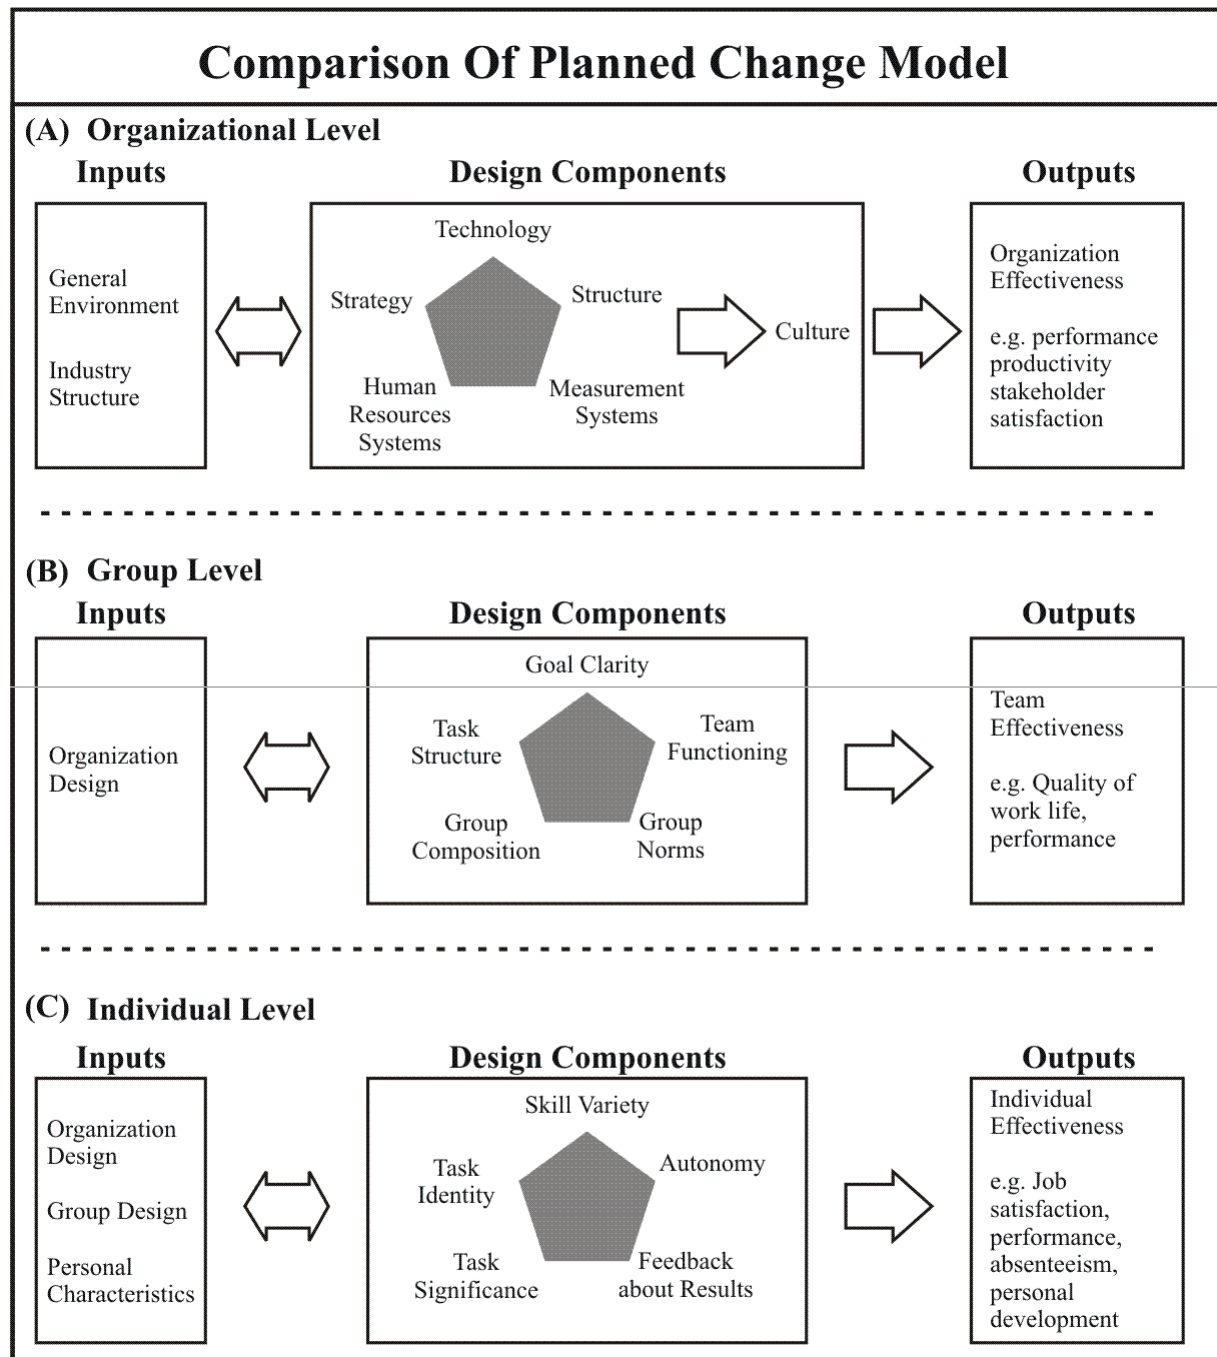 Comparison Of Planned Change Model
(A) Organizational Level
Inputs
Design Components
Outputs
General
Environment
Industry
Structure
Technology
Strategy
Structure
Human
Resources
Systems
Measurement
Systems
Culture
Organization
Effectiveness
e.g. performance
productivity
stakeholder
satisfaction
(B) Group Level
Inputs
Design Components
Outputs
Organization
Design
Goal Clarity
Task
Structure
Team
Functioning
Group
Composition
Group
Norms
Team
Effectiveness
e.g. Quality of
work life,
performance
(C) Individual Level
Inputs
Design Components
Outputs
Organization
Design
Group Design
Personal
Characteristics
Skill Variety
Task
Identity
Autonomy
Task
Significance
Feedback
about Results
Individual
Effectiveness
e.g. Job
satisfaction,
performance,
absenteeism,
personal
development